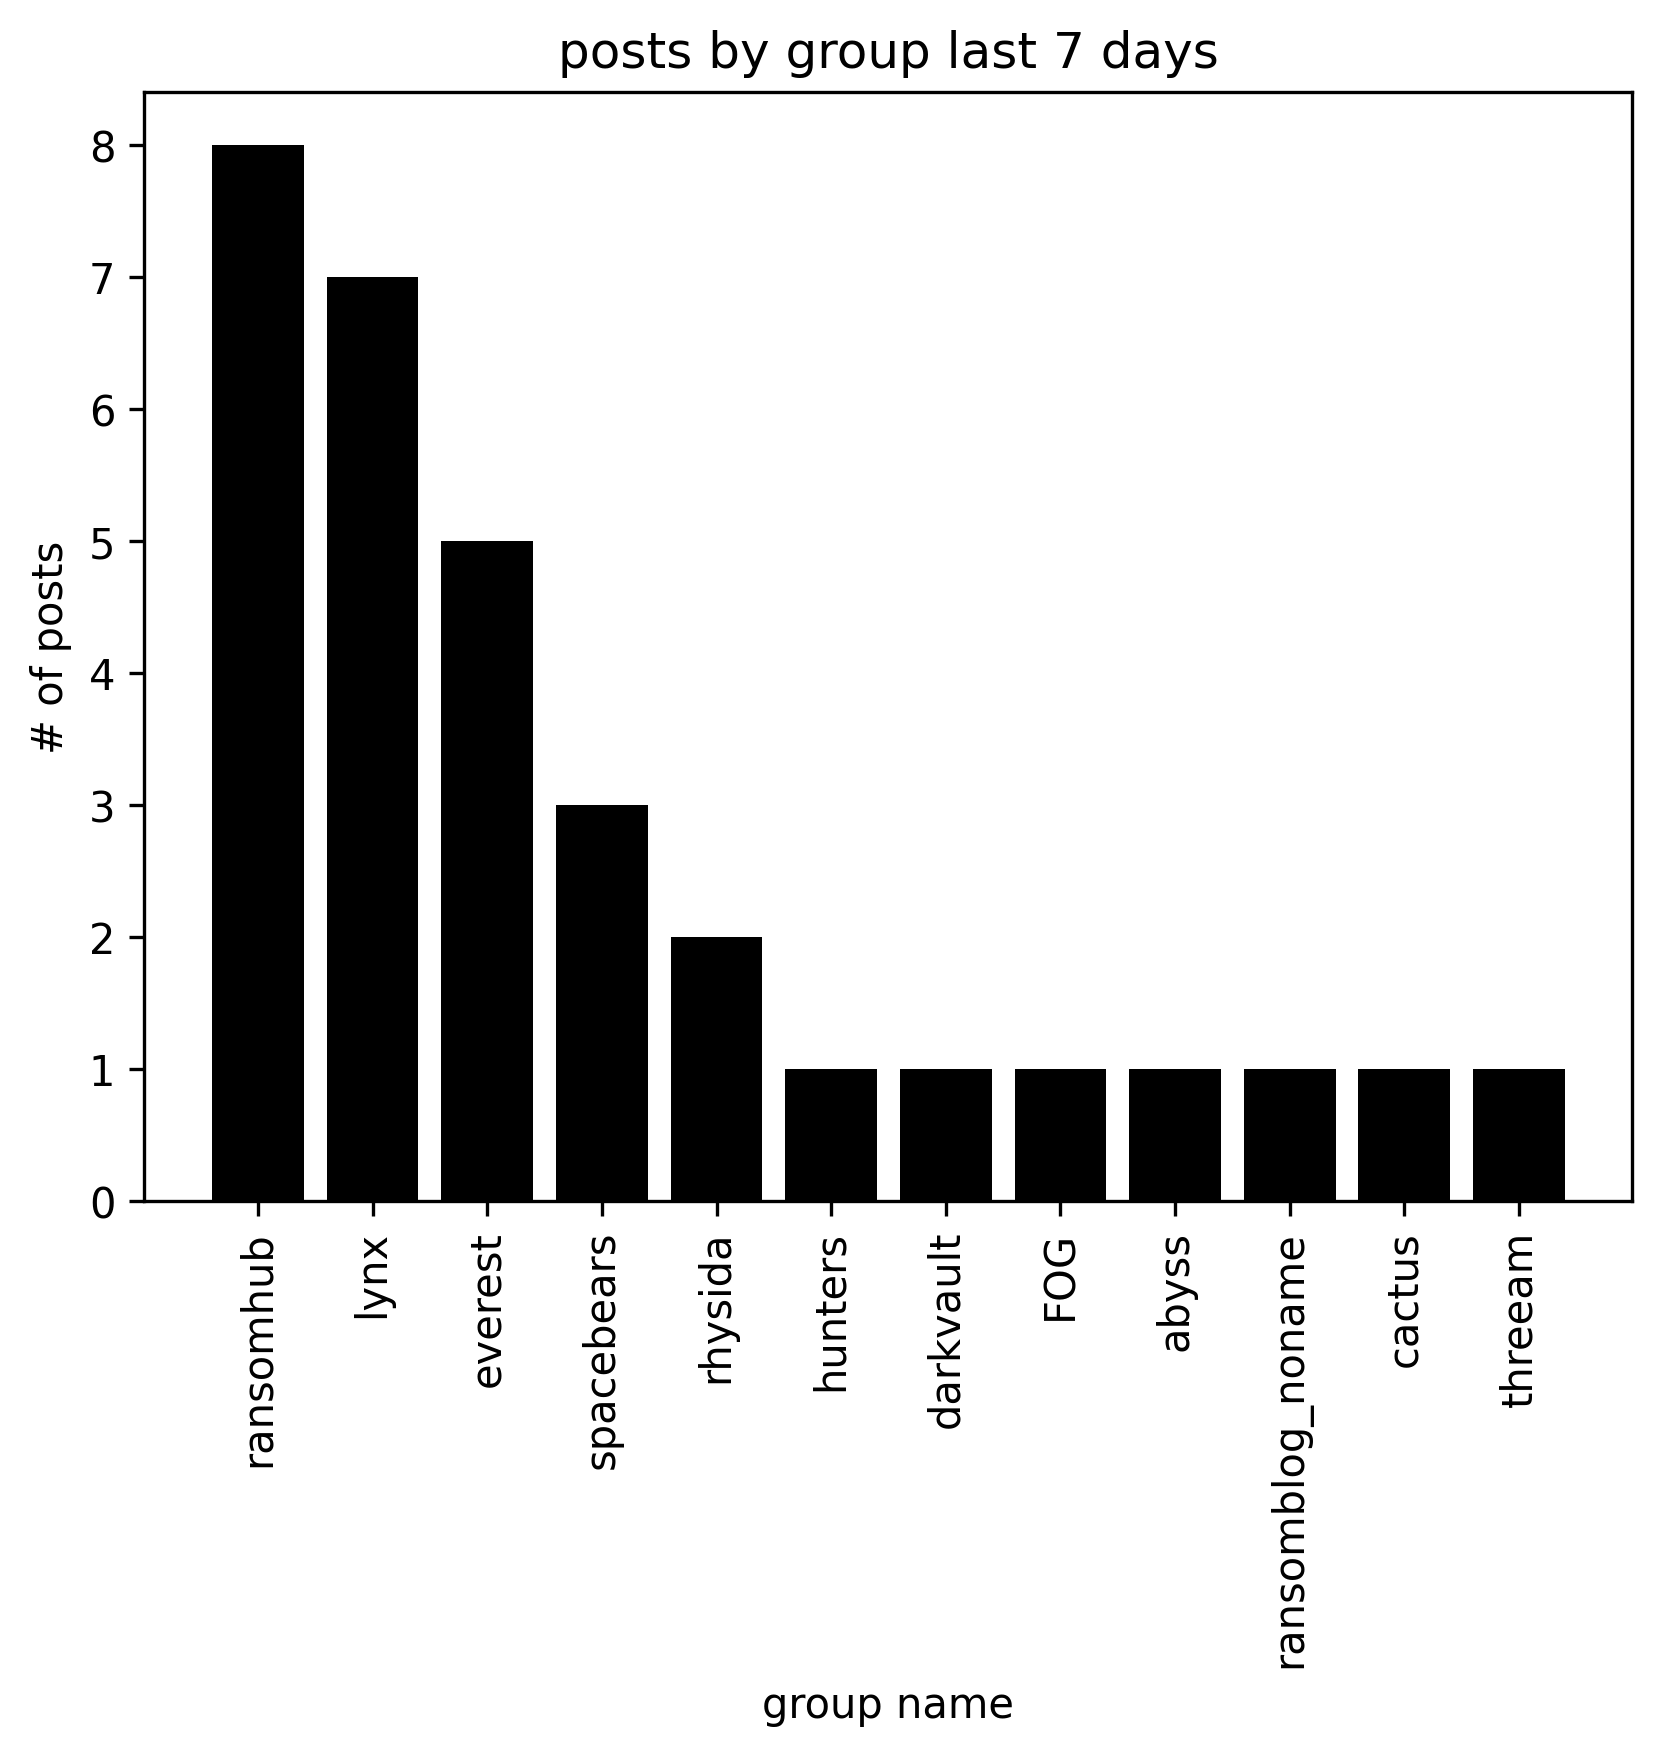 posts by group last 7 days
# of posts
8
7
6
5
4
3
2
1
0
ransomhub
lynx
everest
spacebears
rhysida
hunters
darkvault
FOG
abyss
ransomblog_noname
cactus
threeam
group name